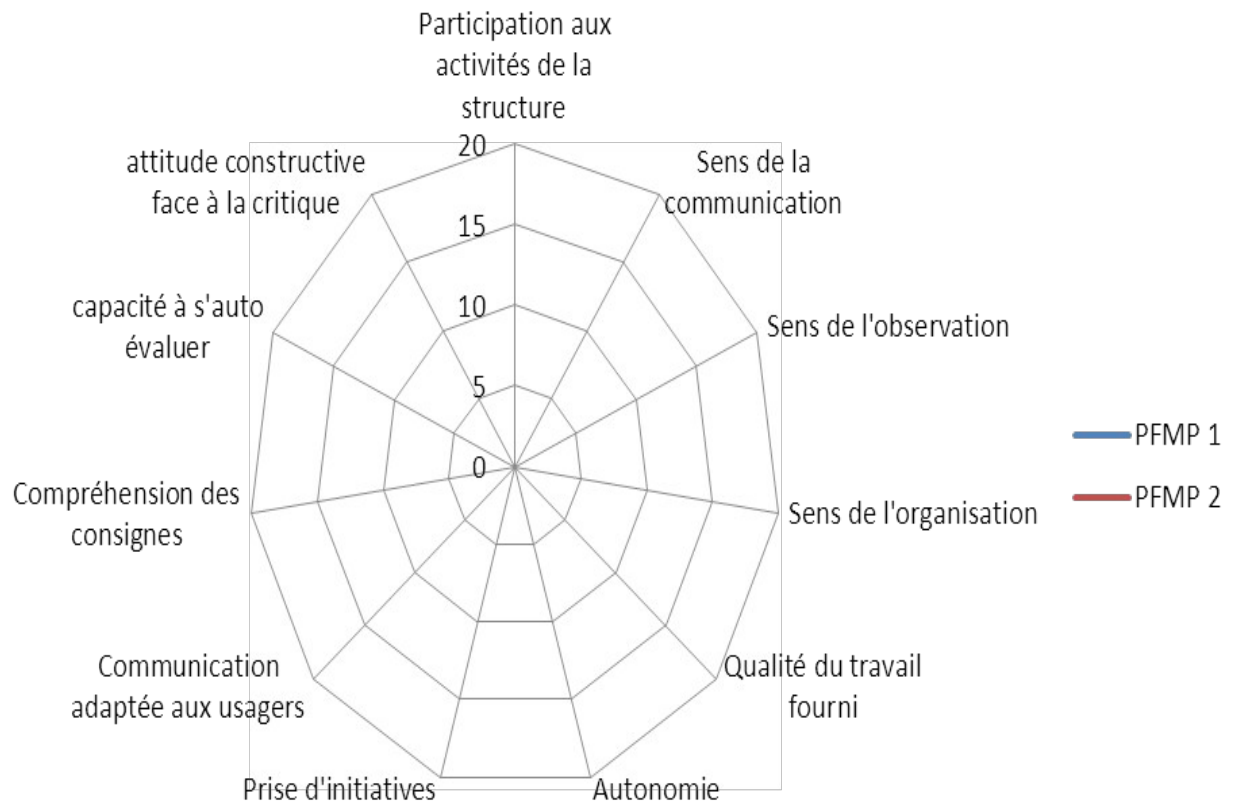 Participation aux
activités de la
structure
Sens de la
communication
Sens de l'observation
Sens de l'organisation
Qualité du travail
fourni
Autonomie
Prise d'initiatives
Communication
adaptée aux usagers
Compréhension des
consignes
capacité à s'auto
évaluer
attitude constructive
face à la critique
20
15
10
5
0
PFMP 1
PFMP 2